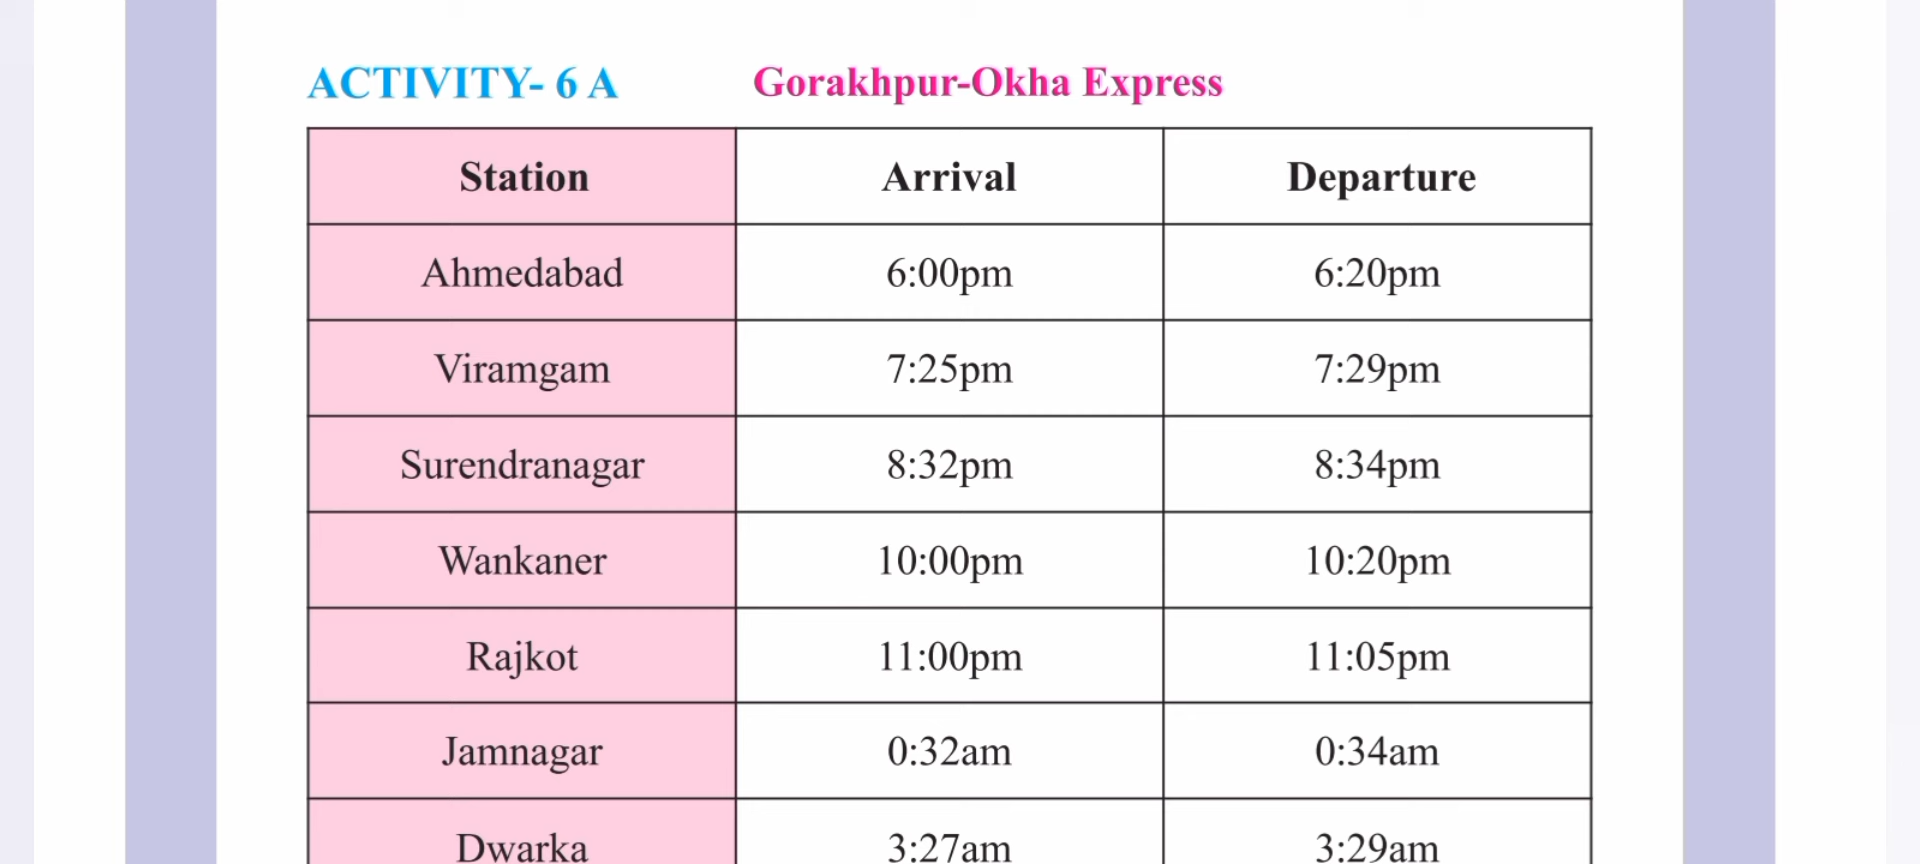 ACTIVITY- 6 A Gorakhpur-Okha Express
Station Arrival Departure
Ahmedabad 6:00pm 6:20pm
Viramgam 7:25pm 7:29pm
Surendranagar 8:32pm 8:34pm
Wankaner 10:00pm 10:20pm
Rajkot 11:00pm 11:05pm
Jamnagar 0:32am 0:34am
Dwarka 3:27am 3:29am